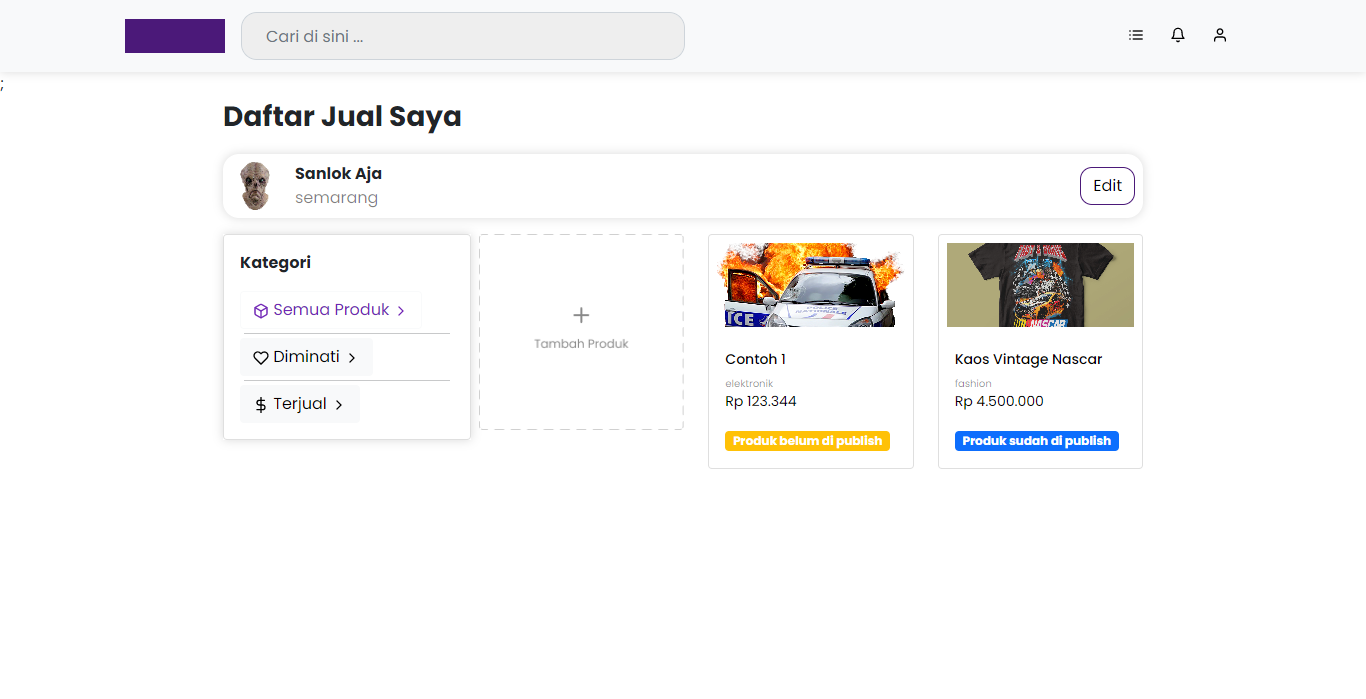 Cari di sini ...
;
Daftar Jual Saya
Sanlok Aja
semarang
Edit
Kategori
Semua Produk
Diminati
Terjual
Tambah Produk
Contoh 1
elektronik
Rp 123.344
Produk belum di publish
Kaos Vintage Nascar
fashion
Rp 4.500.000
Produk sudah di publish